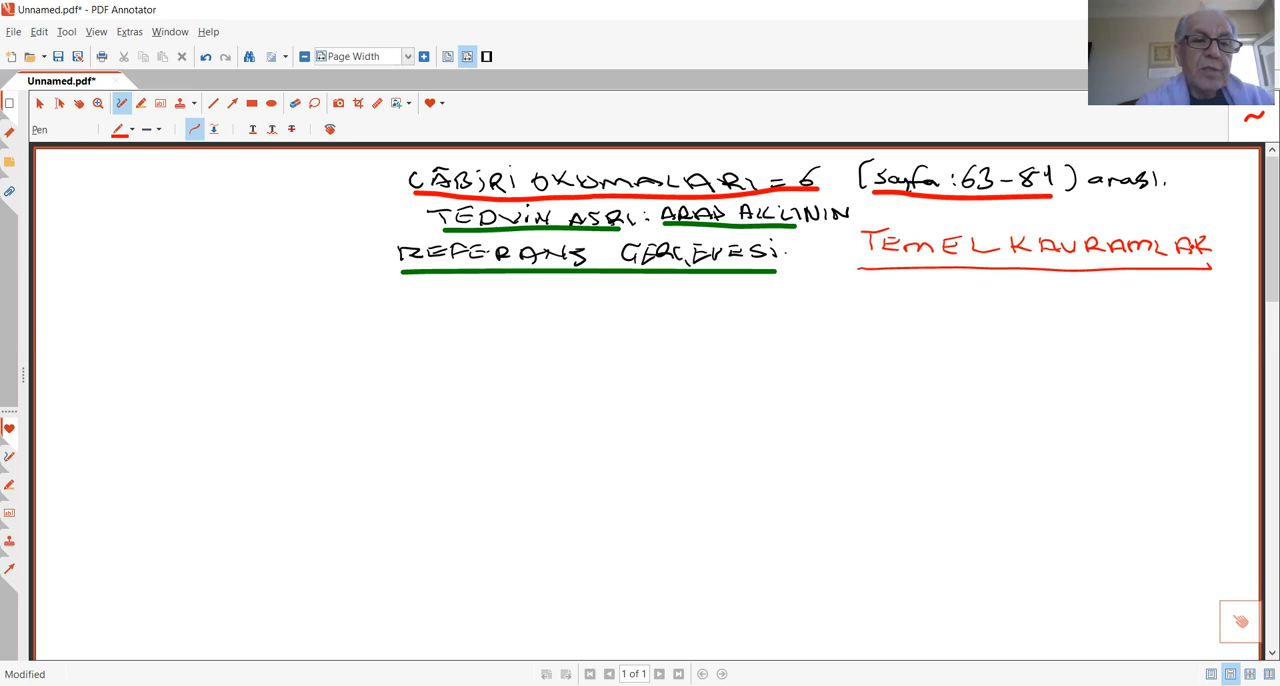 Unnamed.pdf* - PDF Annotator
File Edit Tool View Extras Window Help
Page Width
Unnamed.pdf*
Pen
CÂBİRİ OKUMALARI = 6 [sayfa : 63-84) arası.
TEDVİN ASRI: ARAP AKLININ
REFERANS ÇERÇEVESİ.
TEMEL KAVRAMLAR
Modified
1 of 1